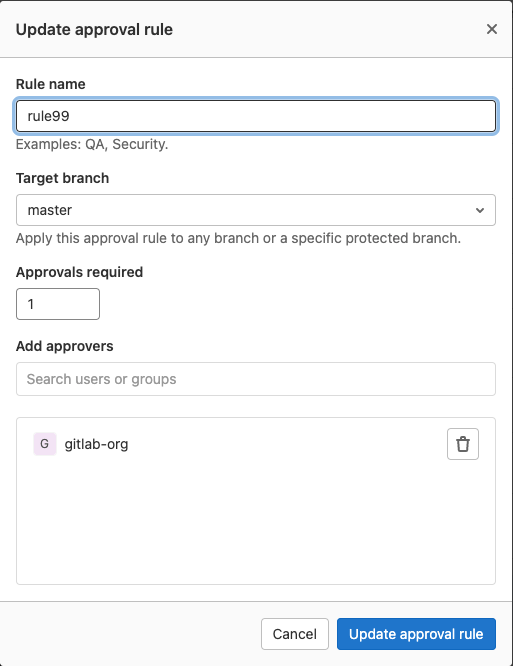 Update approval rule
Rule name
rule99
Examples: QA, Security.
Target branch
master
Apply this approval rule to any branch or a specific protected branch.
Approvals required
1
Add approvers
Search users or groups
G gitlab-org
Cancel Update approval rule